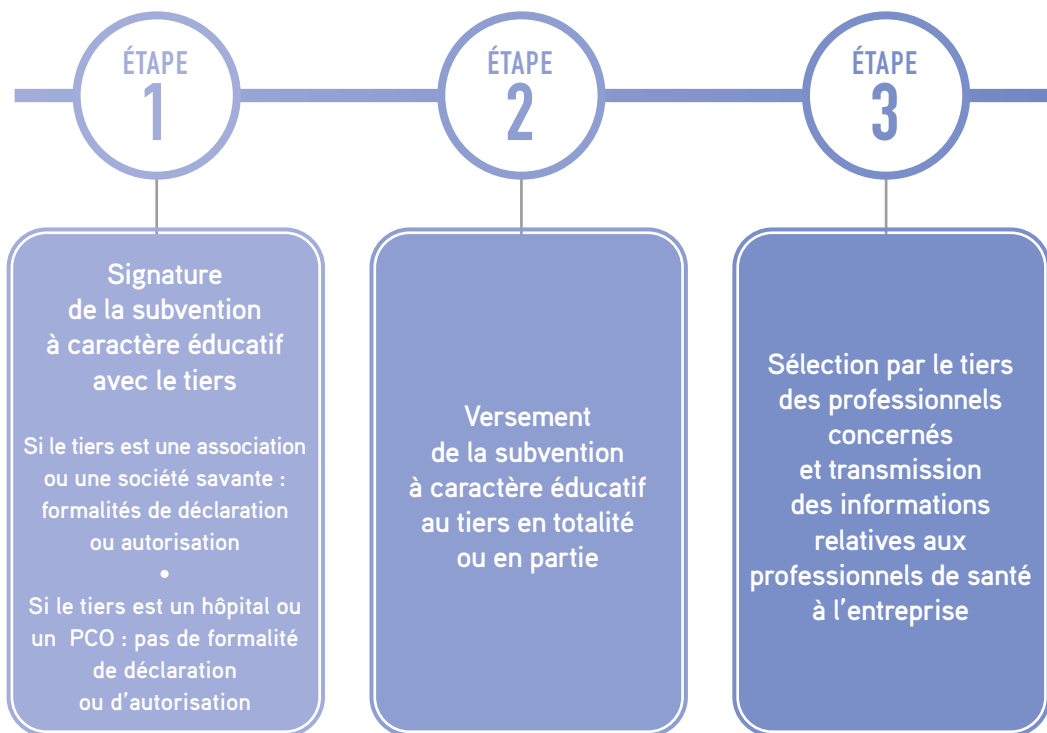 ÉTAPE
1
Signature
de la subvention
à caractère éducatif
avec le tiers
Si le tiers est une association
ou une société savante :
formalités de déclaration
ou autorisation
•
Si le tiers est un hôpital ou
un PCO : pas de formalité
de déclaration
ou d'autorisation
ÉTAPE
2
Versement
de la subvention
à caractère éducatif
au tiers en totalité
ou en partie
ÉTAPE
3
Sélection par le tiers
des professionnels
concernés
et transmission
des informations
relatives aux
professionnels de santé
à l'entreprise